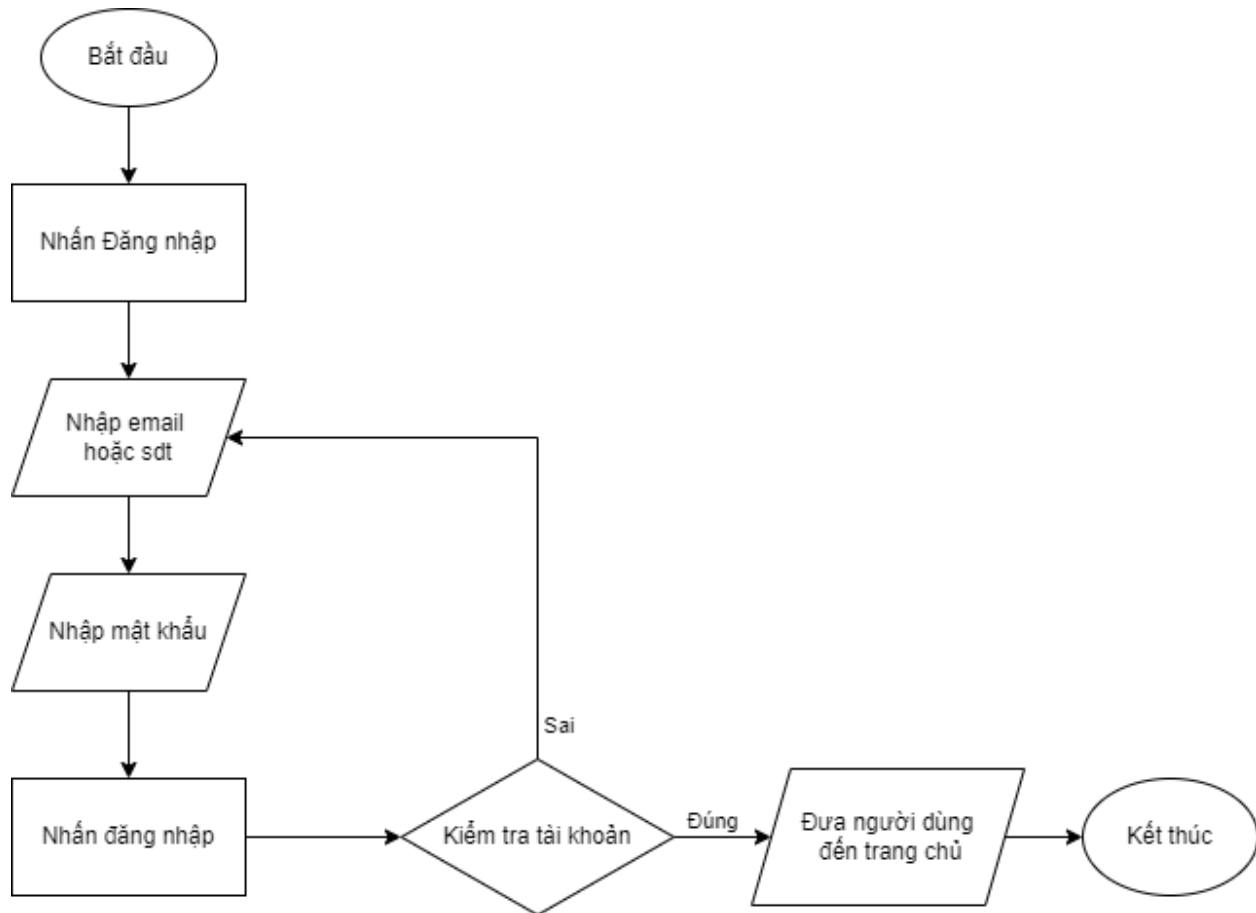 Bắt đầu
Nhấn Đăng nhập
Nhập email
hoặc sdt
Nhập mật khẩu
Sai
Nhấn đăng nhập
Kiểm tra tài khoản
Đúng
Đưa người dùng
đến trang chủ
Kết thúc